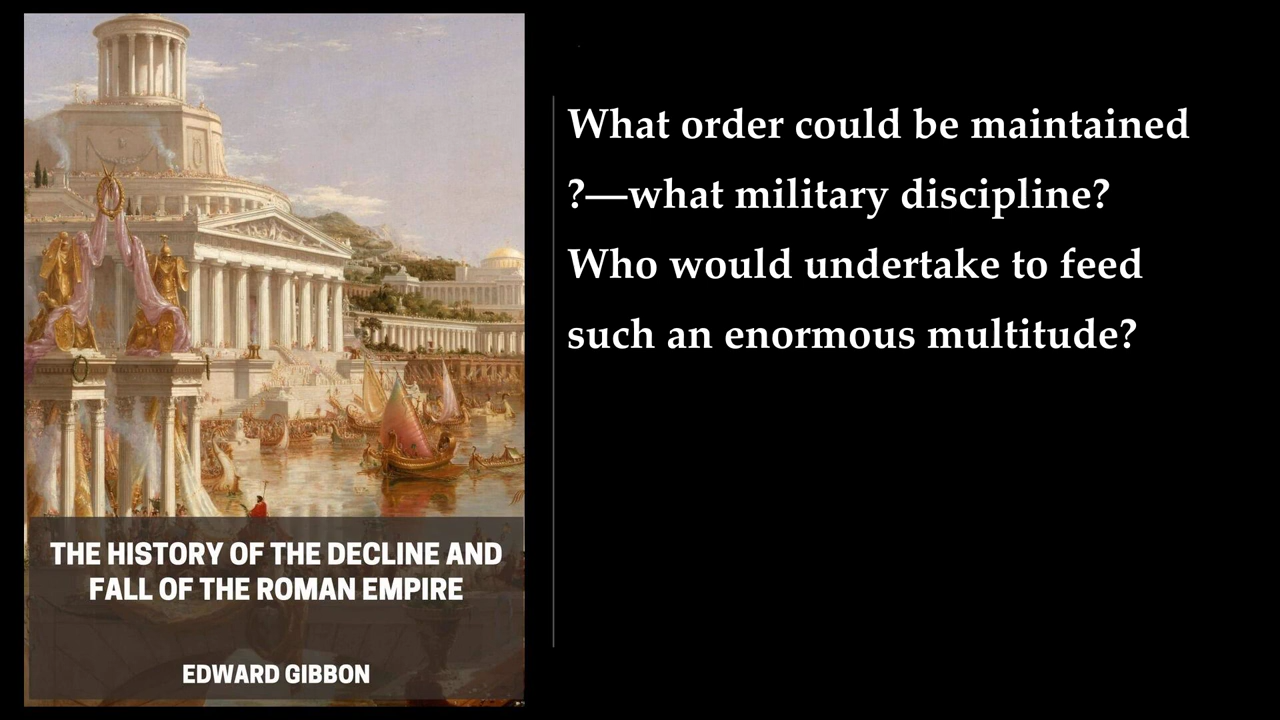 What order could be maintained
?—what military discipline?
Who would undertake to feed
such an enormous multitude?
THE HISTORY OF THE DECLINE AND
FALL OF THE ROMAN EMPIRE
EDWARD GIBBON